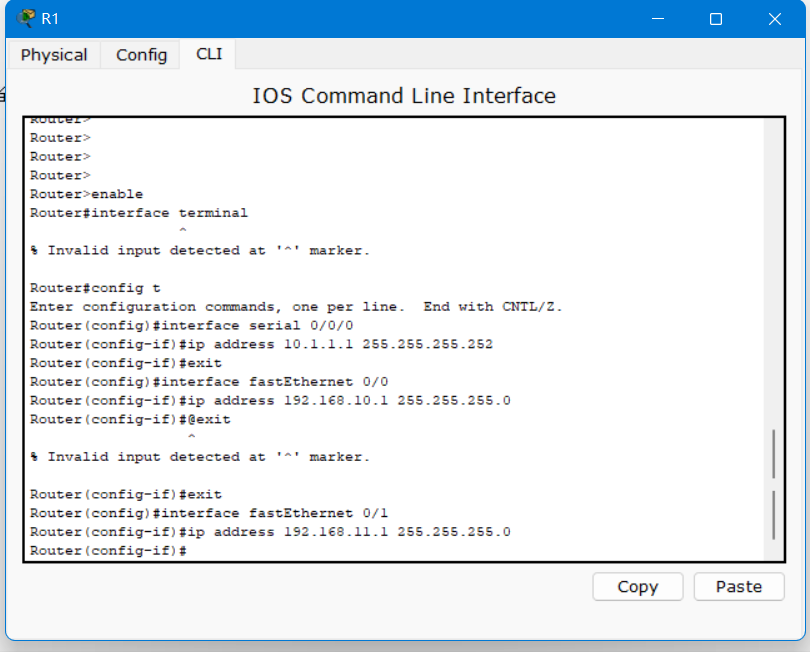 R1
Physical Config CLI
IOS Command Line Interface
Router>
Router>
Router>
Router>
Router>enable
Router#interface terminal
^
% Invalid input detected at '^' marker.
Router#config t
Enter configuration commands, one per line.  End with CNTL/Z.
Router(config)#interface serial 0/0/0
Router(config-if)#ip address 10.1.1.1 255.255.255.252
Router(config-if)#exit
Router(config)#interface fastEthernet 0/0
Router(config-if)#ip address 192.168.10.1 255.255.255.0
Router(config-if)#@exit
^
% Invalid input detected at '^' marker.
Router(config-if)#exit
Router(config)#interface fastEthernet 0/1
Router(config-if)#ip address 192.168.11.1 255.255.255.0
Router(config-if)#
Copy Paste